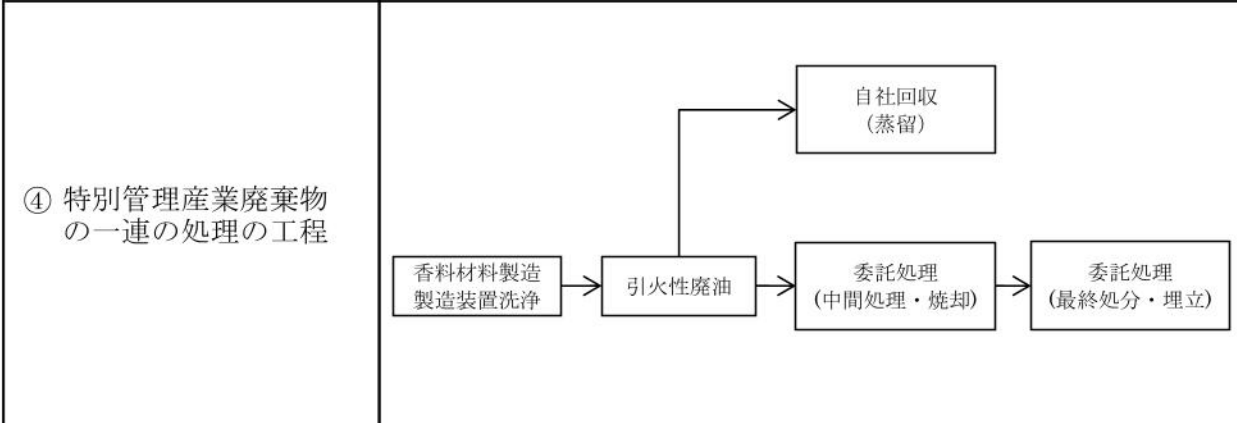 ④ 特別管理産業廃棄物
の一連の処理の工程
自社回収
(蒸留)
香料材料製造
製造装置洗浄
引火性廃油
委託処理
(中間処理・焼却)
委託処理
(最終処分・埋立)